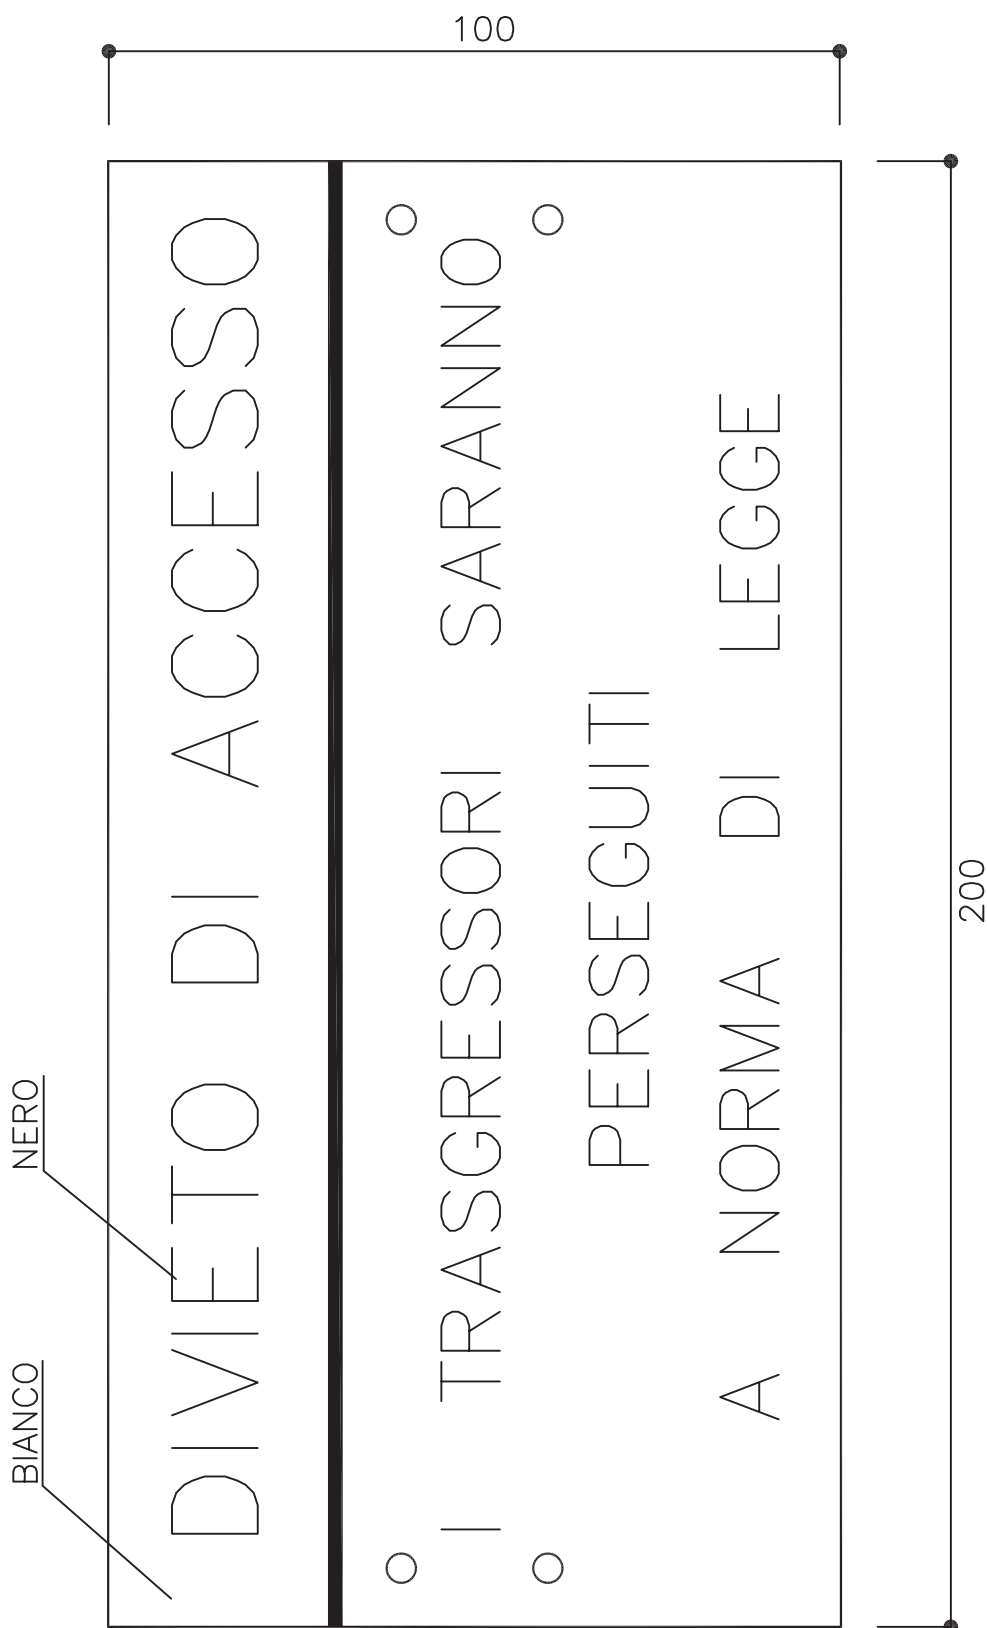 100
DIVIETO DI ACCESSO
I TRASGRESSORI SARANNO
PERSEGUITI
A NORMA DI LEGGE
200
NERO
BIANCO